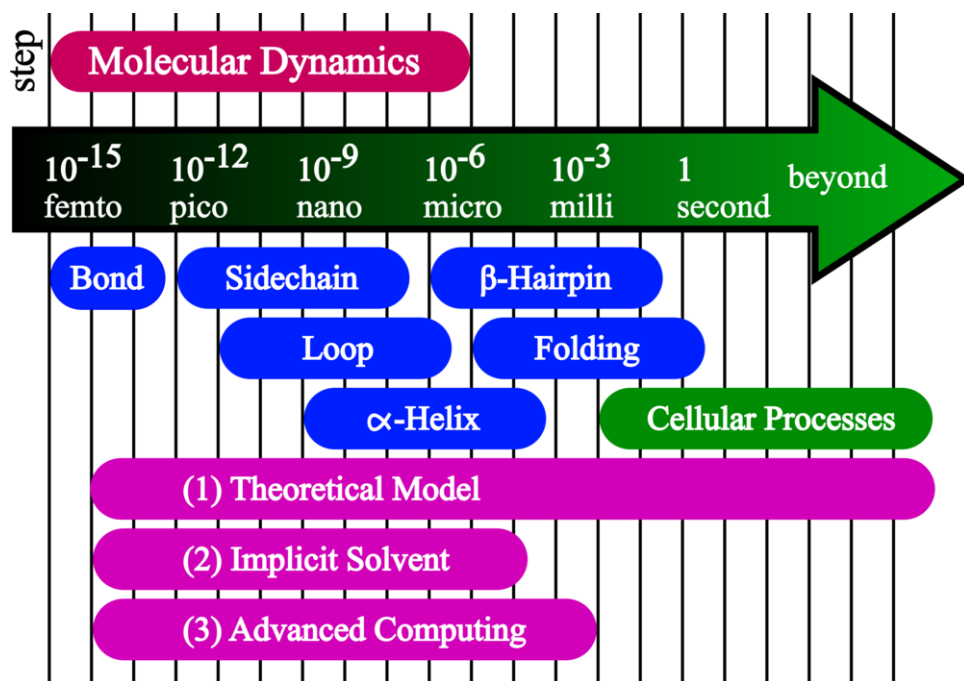 step
Molecular Dynamics
10-15 10-12 10-9 10-6 10-3 1 beyond
femto pico nano micro milli second
Bond Sidechain β-Hairpin
Loop Folding
∝-Helix Cellular Processes
(1) Theoretical Model
(2) Implicit Solvent
(3) Advanced Computing